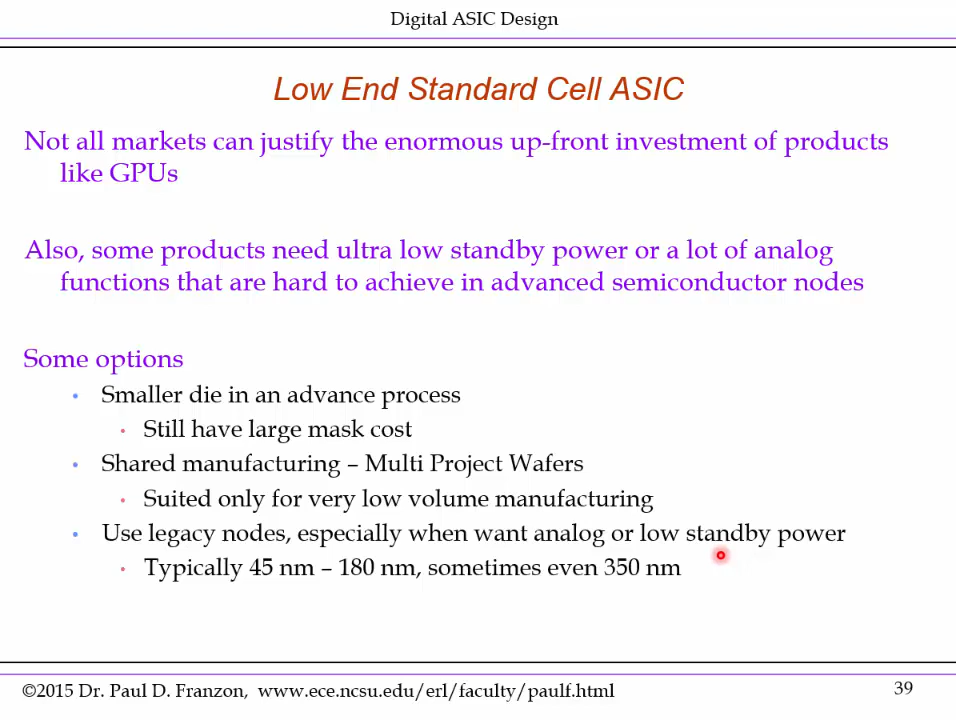 Digital ASIC Design
Low End Standard Cell ASIC
Not all markets can justify the enormous up-front investment of products
like GPUs
Also, some products need ultra low standby power or a lot of analog
functions that are hard to achieve in advanced semiconductor nodes
Some options
• Smaller die in an advance process
• Still have large mask cost
• Shared manufacturing – Multi Project Wafers
• Suited only for very low volume manufacturing
• Use legacy nodes, especially when want analog or low standby power
• Typically 45 nm – 180 nm, sometimes even 350 nm
©2015 Dr. Paul D. Franzon, www.ece.ncsu.edu/erl/faculty/paulf.html
39